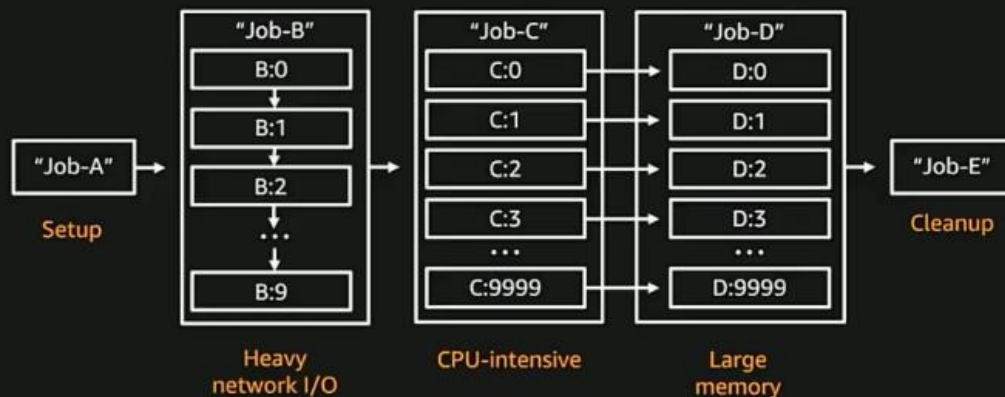 "Job-A"
Setup
"Job-B"
B:0
B:1
B:2
...
B:9
Heavy
network I/O
"Job-C"
C:0
C:1
C:2
C:3
...
C:9999
CPU-intensive
"Job-D"
D:0
D:1
D:2
D:3
...
D:9999
Large
memory
"Job-E"
Cleanup